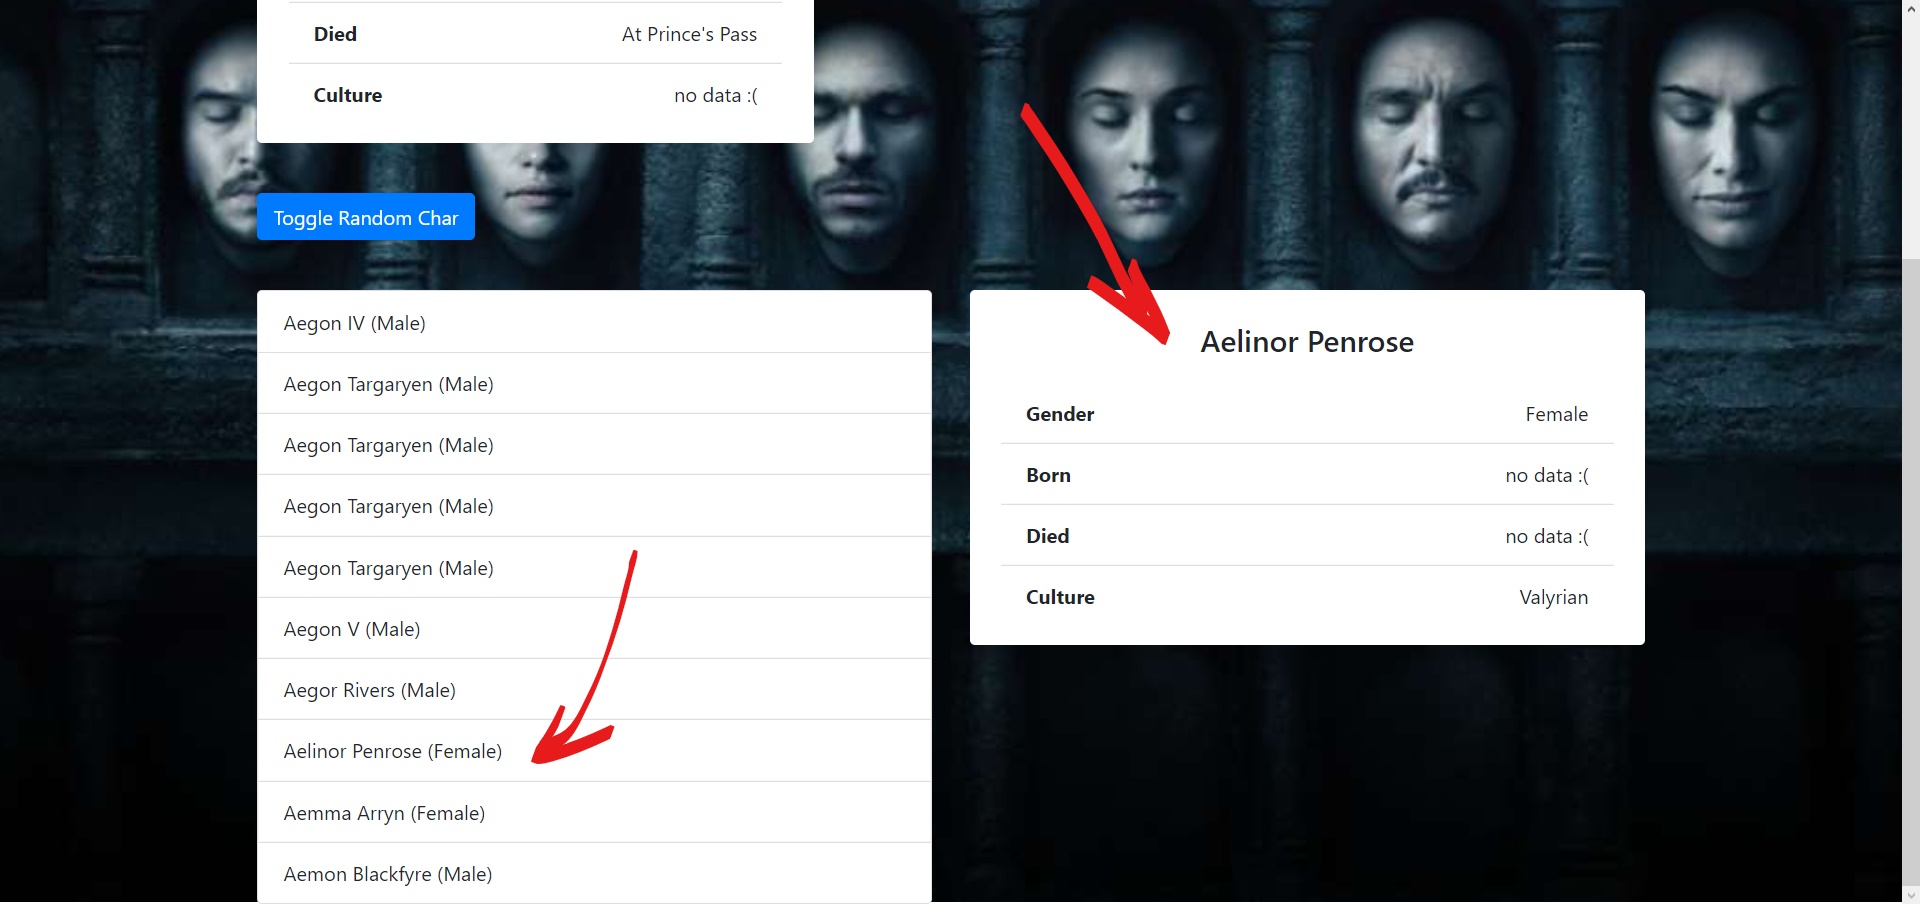 Died At Prince's Pass
Culture no data :(
Toggle Random Char
Aegon IV (Male)
Aegon Targaryen (Male)
Aegon Targaryen (Male)
Aegon Targaryen (Male)
Aegon Targaryen (Male)
Aegon V (Male)
Aegor Rivers (Male)
Aelinor Penrose (Female)
Aemma Arryn (Female)
Aemon Blackfyre (Male)
Aelinor Penrose
Gender Female
Born no data :(
Died no data :(
Culture Valyrian